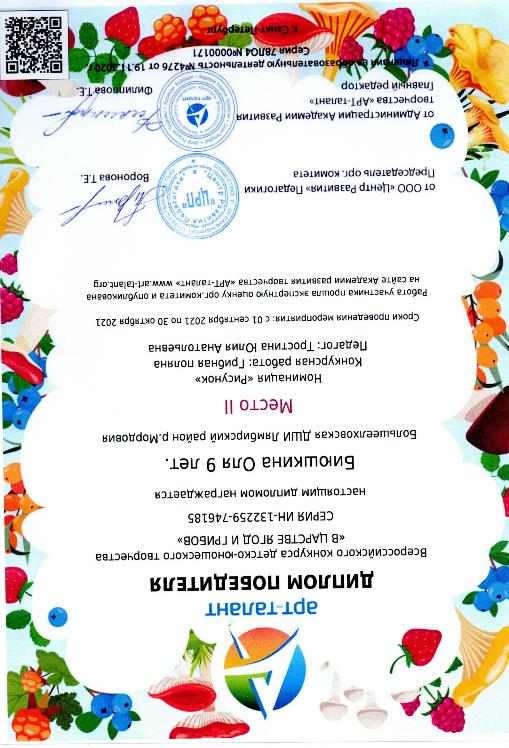 арт-талант
ДИПЛОМ ПОБЕДИТЕЛЯ
Всероссийского конкурса детско-юношеского творчества
«В ЦАРСТВЕ ЯГОД И ГРИБОВ»
СЕРИЯ ИН-132259-746185
настоящим дипломом награждается
Биюшкина Оля 9 лет.
Большеелховская ДШИ Лямбирский район р.Мордовия
Место II
Номинация «Рисунок»
Конкурсная работа: Грибная поляна
Педагог: Тростина Юлия Анатольевна
Сроки проведения мероприятия: с 01 сентября 2021 по 30 октября 2021
Работа участника прошла экспертную оценку орг.комитета и опубликована
на сайте Академии развития творчества «АРТ-талант» www.art-talant.org
от ООО «Центр Развития» Педагогики
Председатель орг. комитета
Воронова Т.Е.
"ЦРП"
от Администрации Академии Развития
творчества «АРТ-талант»
Главный редактор
Филиппова Т.Е.
арт-талант
Лицензия на образовательную деятельность №4276 от 19.11.2020 г.
Серия 78ЛО4 №0000171
г. Санкт-Петербург